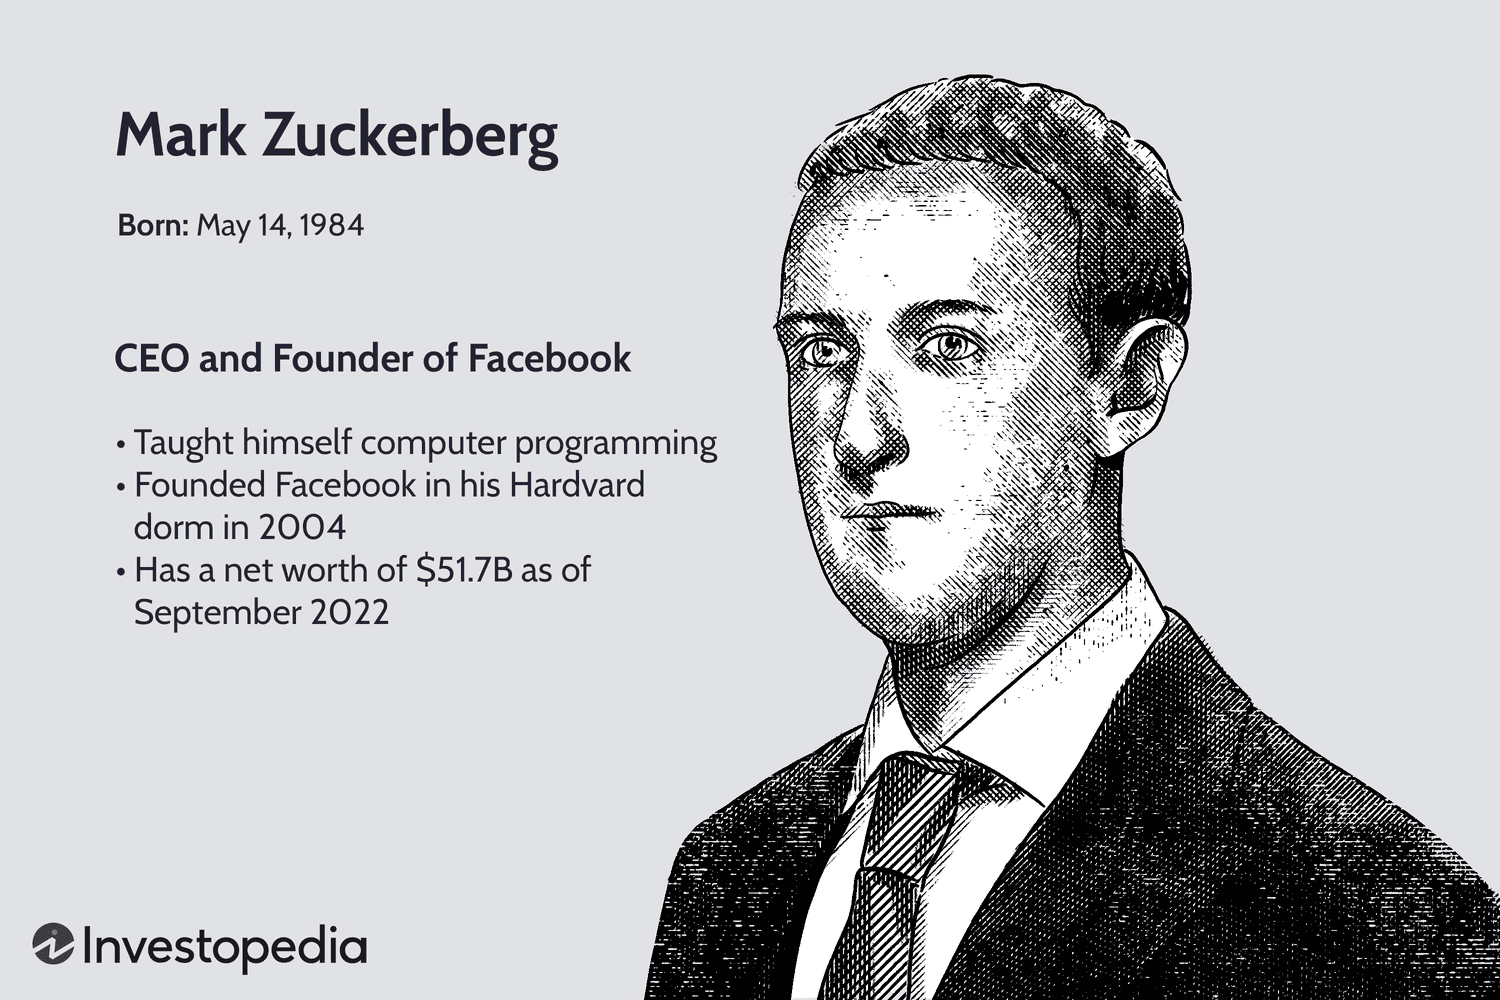 Mark Zuckerberg
Born: May 14, 1984
CEO and Founder of Facebook
• Taught himself computer programming
• Founded Facebook in his Hardvard
dorm in 2004
• Has a net worth of $51.7B as of
September 2022
Investopedia